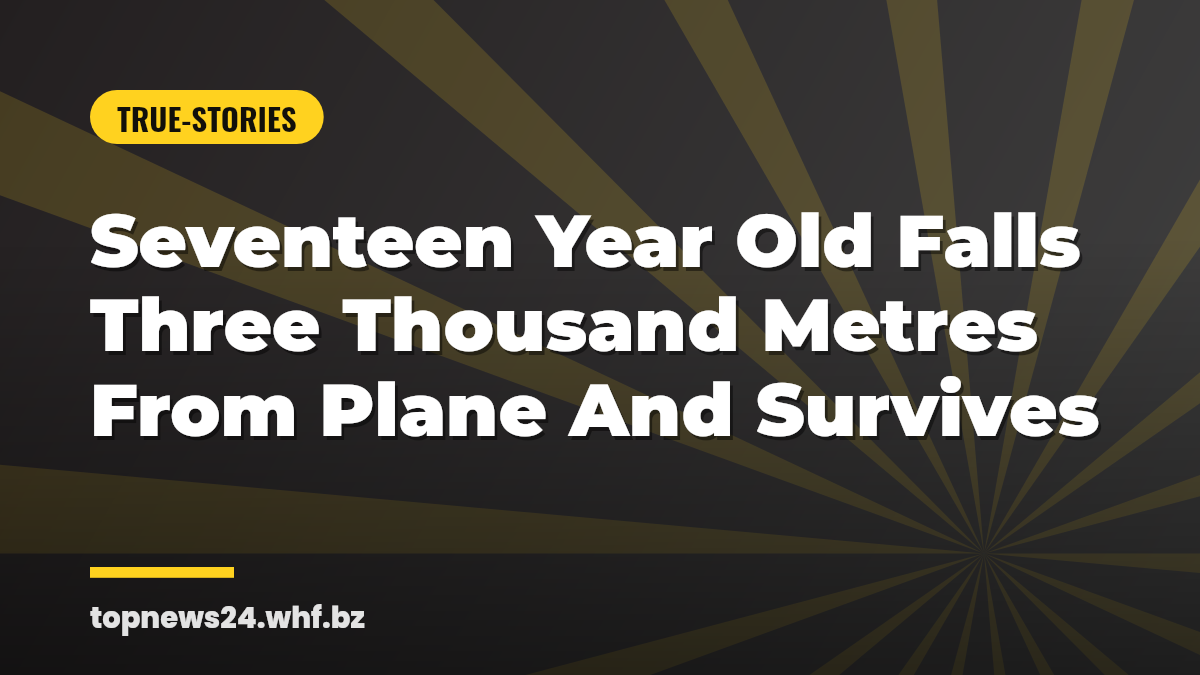 TRUE-STORIES
Seventeen Year Old Falls
Three Thousand Metres
From Plane And Survives
topnews24.whf.bz